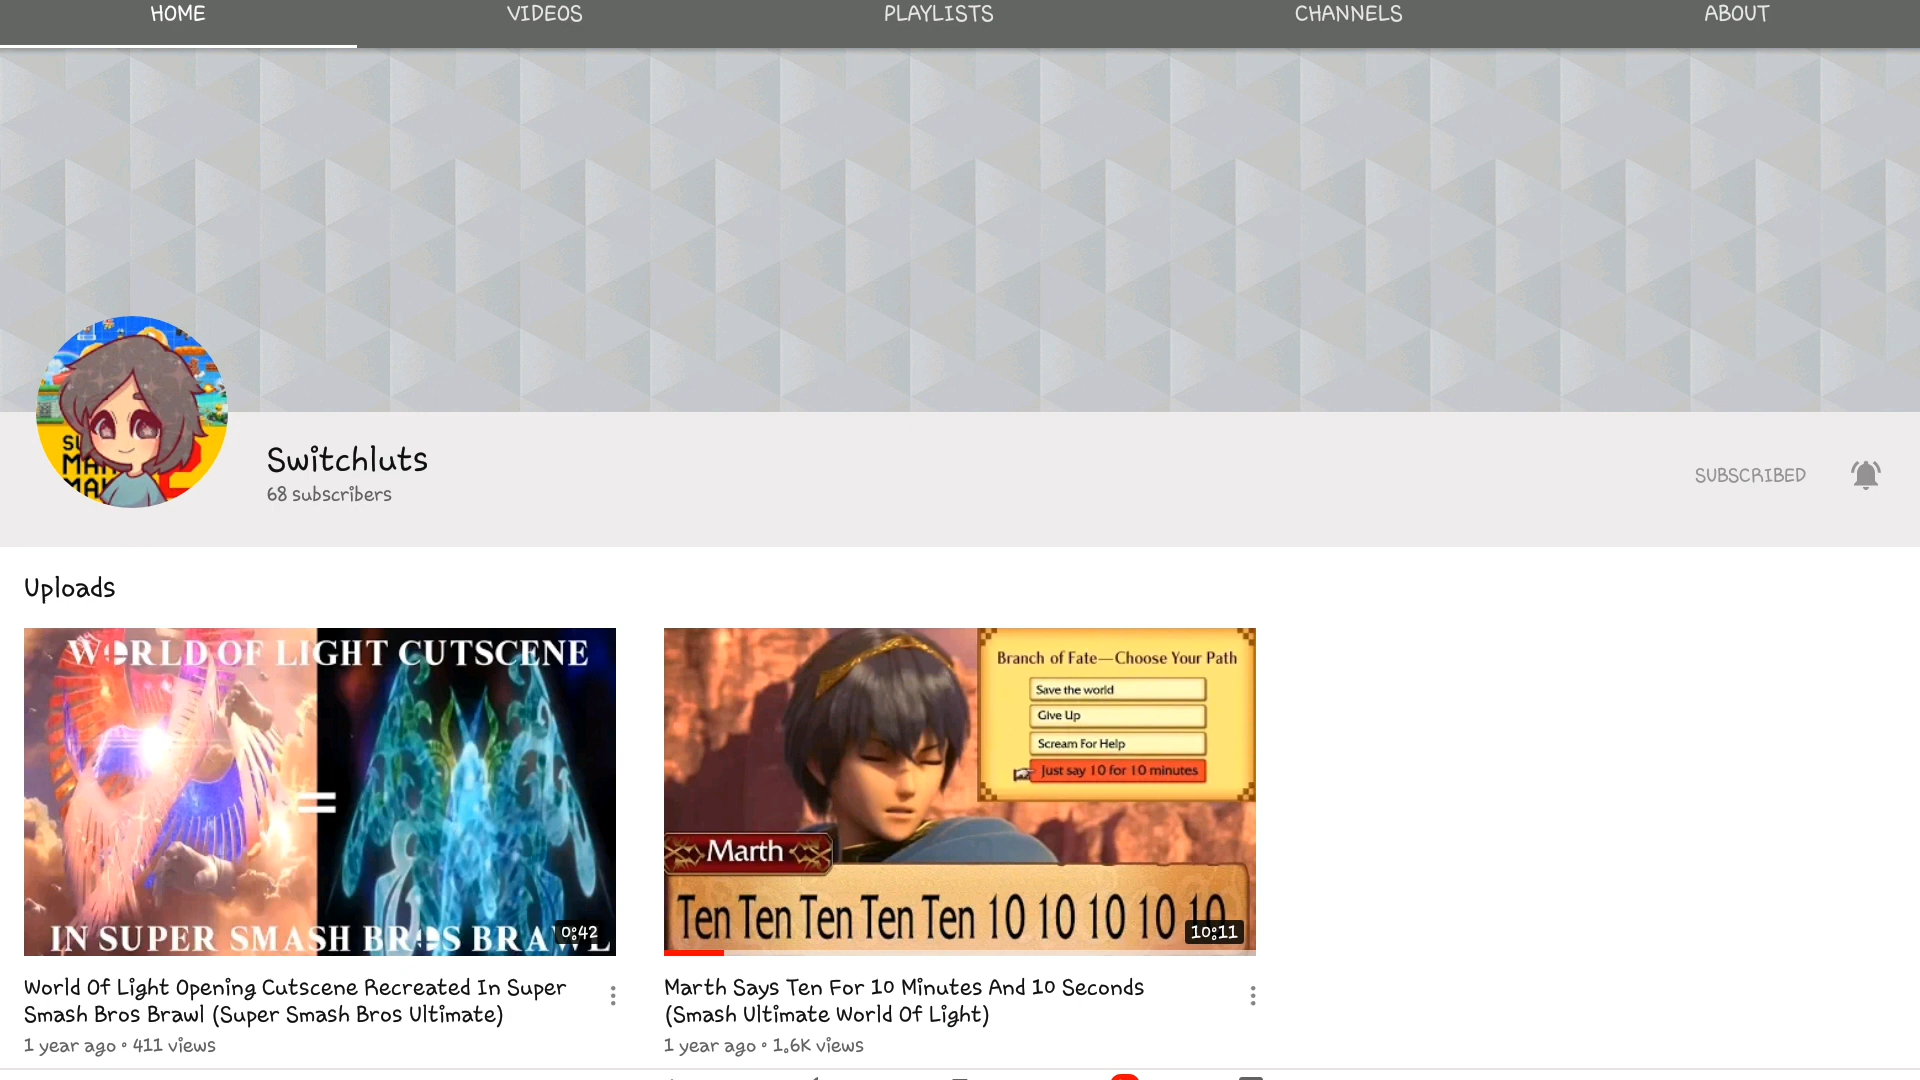 HOME VIDEOS PLAYLISTS CHANNELS ABOUT
Switchluts
68 subscribers
SUBSCRIBED
Uploads
WORLD OF LIGHT CUTSCENE
=
IN SUPER SMASH BROS BRAWL
0:42
Branch of Fate—Choose Your Path
Save the world
Give Up
Scream For Help
Just say 10 for 10 minutes
Marth
Ten Ten Ten Ten Ten 10 10 10 10 10
10:11
World Of Light Opening Cutscene Recreated In Super
Smash Bros Brawl (Super Smash Bros Ultimate)
1 year ago • 411 views
Marth Says Ten For 10 Minutes And 10 Seconds
(Smash Ultimate World Of Light)
1 year ago • 1.6K views